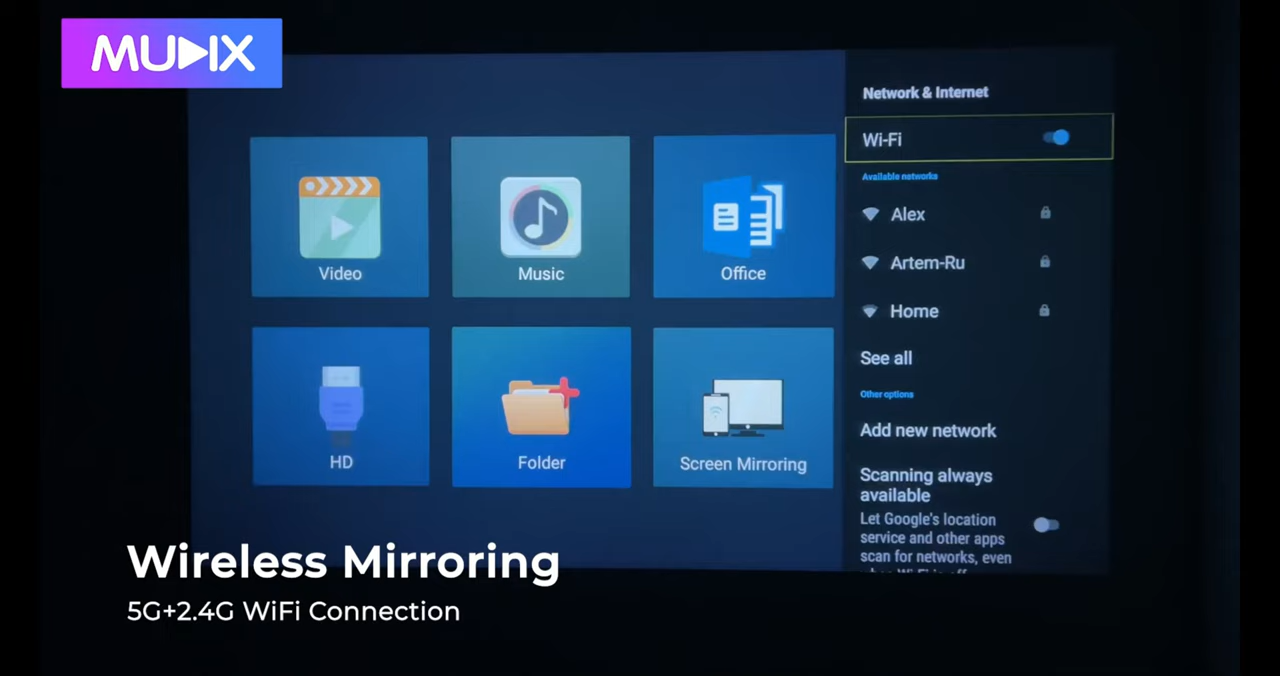 MUDIX
Network & Internet
Wi-Fi
Available networks
Alex
Artem-Ru
Home
See all
Other options
Add new network
Scanning always
available
Let Google's location
service and other apps
scan for networks, even
Video
Music
Office
HD
Folder
Screen Mirroring
Wireless Mirroring
5G+2.4G WiFi Connection